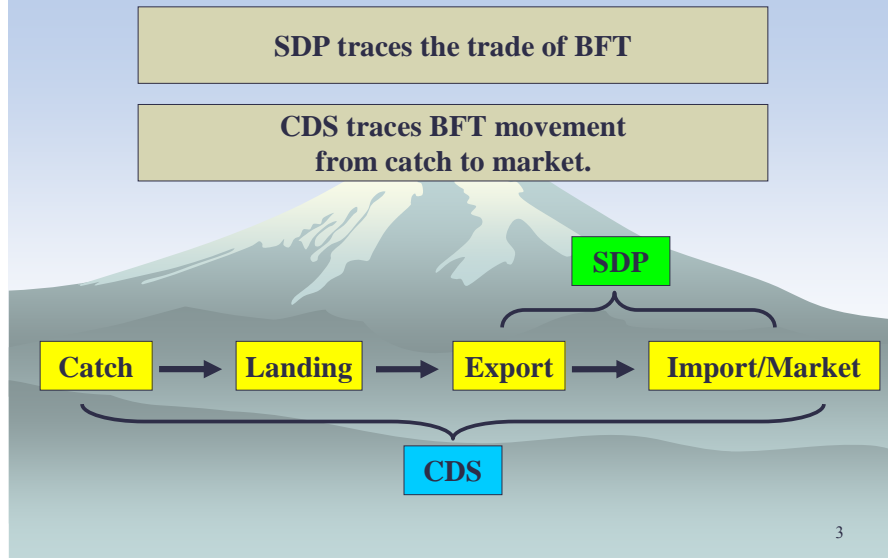 SDP traces the trade of BFT
CDS traces BFT movement
from catch to market.
SDP
Catch
Landing
Export
Import/Market
CDS
3